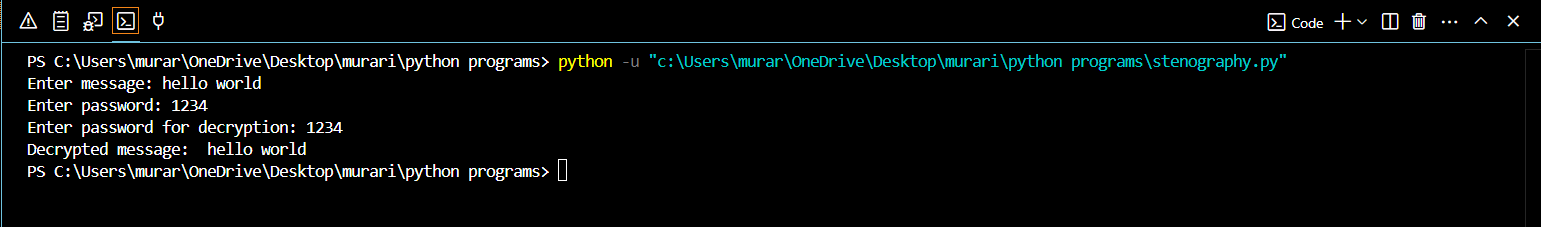 Code
PS C:\Users\murar\OneDrive\Desktop\murari\python programs> python -u "c:\Users\murar\OneDrive\Desktop\murari\python programs\stenography.py"
Enter message: hello world
Enter password: 1234
Enter password for decryption: 1234
Decrypted message:  hello world
PS C:\Users\murar\OneDrive\Desktop\murari\python programs>